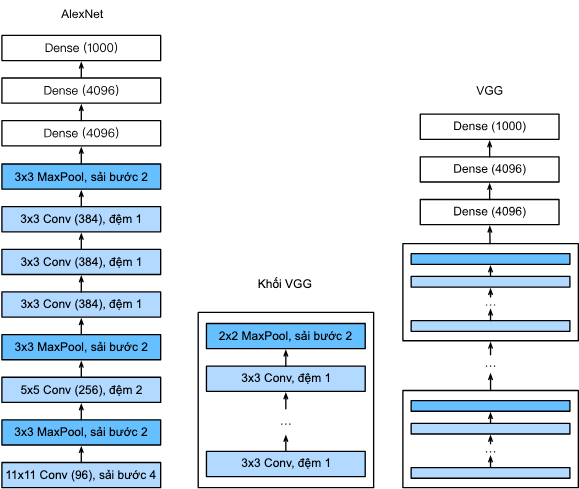 AlexNet
Dense (1000)
Dense (4096)
Dense (4096)
3x3 MaxPool, sải bước 2
3x3 Conv (384), đệm 1
3x3 Conv (384), đệm 1
3x3 Conv (384), đệm 1
3x3 MaxPool, sải bước 2
5x5 Conv (256), đệm 2
3x3 MaxPool, sải bước 2
11x11 Conv (96), sải bước 4
Khối VGG
2x2 MaxPool, sải bước 2
3x3 Conv, đệm 1
...
3x3 Conv, đệm 1
VGG
Dense (1000)
Dense (4096)
Dense (4096)
...
...
...